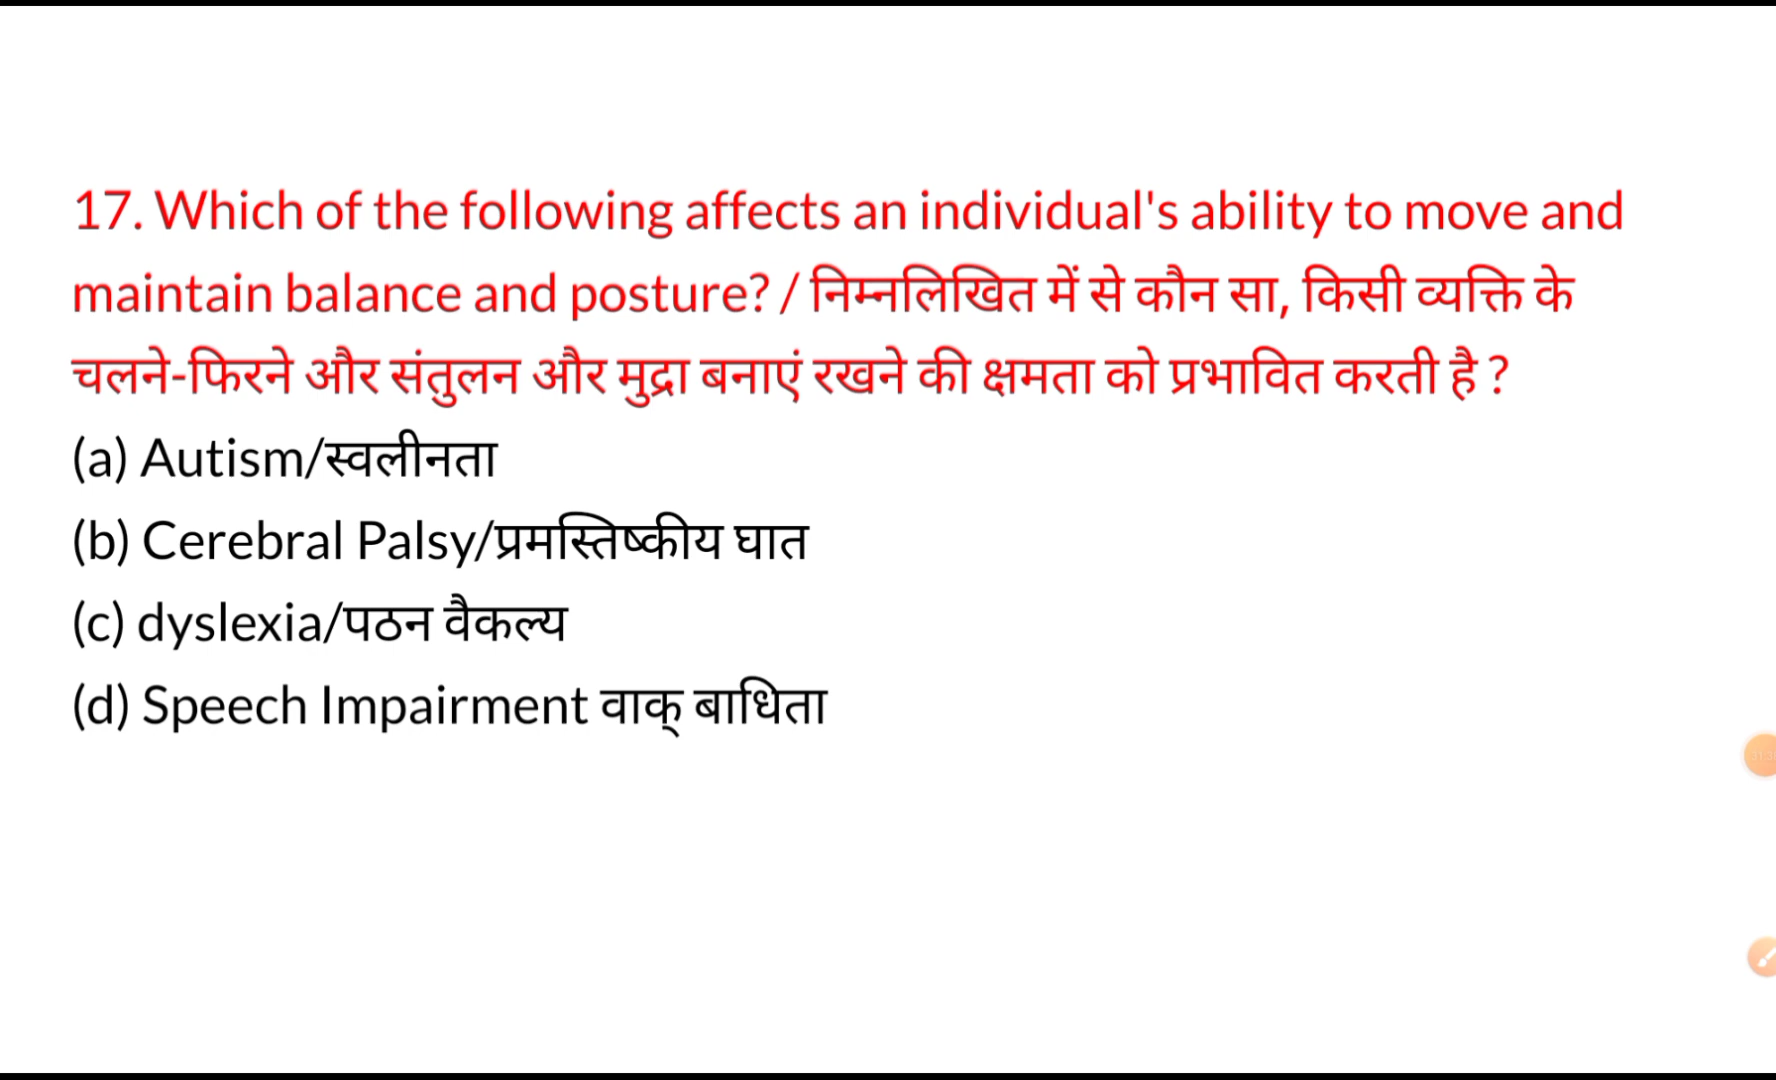 17. Which of the following affects an individual's ability to move and
maintain balance and posture? / निम्नलिखित में से कौन सा, किसी व्यक्ति के
चलने-फिरने और संतुलन और मुद्रा बनाएं रखने की क्षमता को प्रभावित करती है ?
(a) Autism/स्वलीनता
(b) Cerebral Palsy/प्रमस्तिष्कीय घात
(c) dyslexia/पठन वैकल्य
(d) Speech Impairment वाक् बाधिता